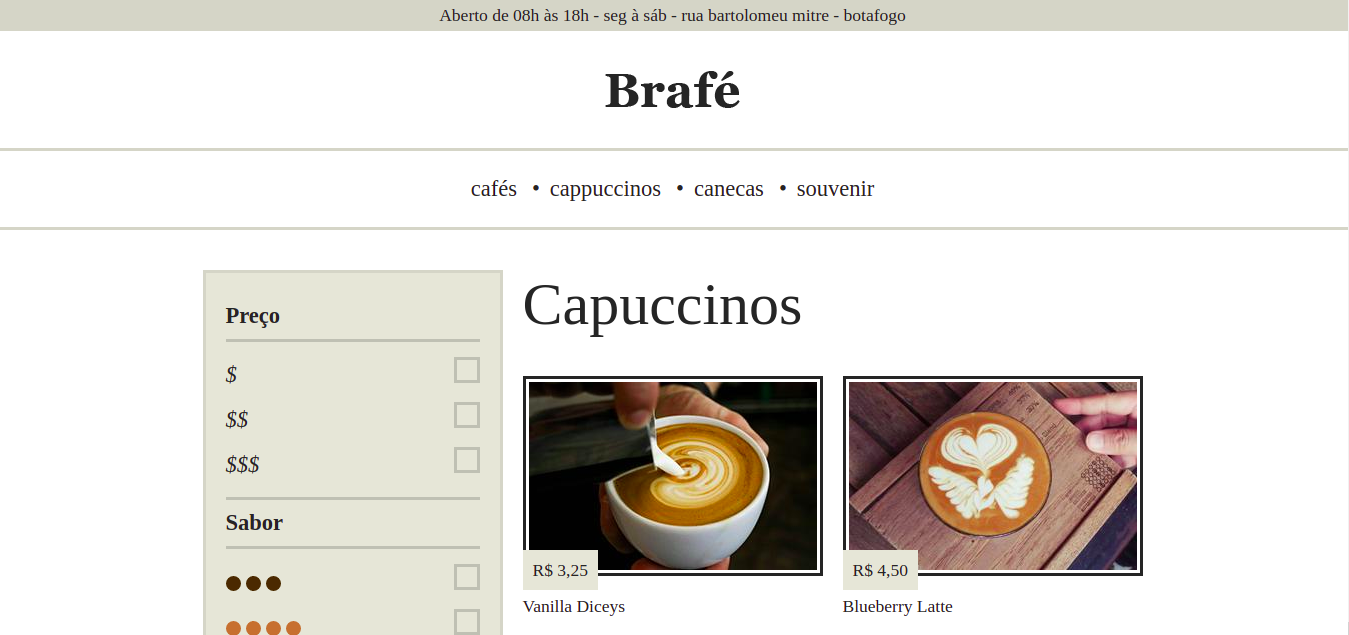 Aberto de 08h às 18h - seg à sáb - rua bartolomeu mitre - botafogo
Brafé
cafés • cappuccinos • canecas • souvenir
Preço
$
$$
$$$
Sabor
Capuccinos
R$ 3,25
Vanilla Diceys
R$ 4,50
Blueberry Latte